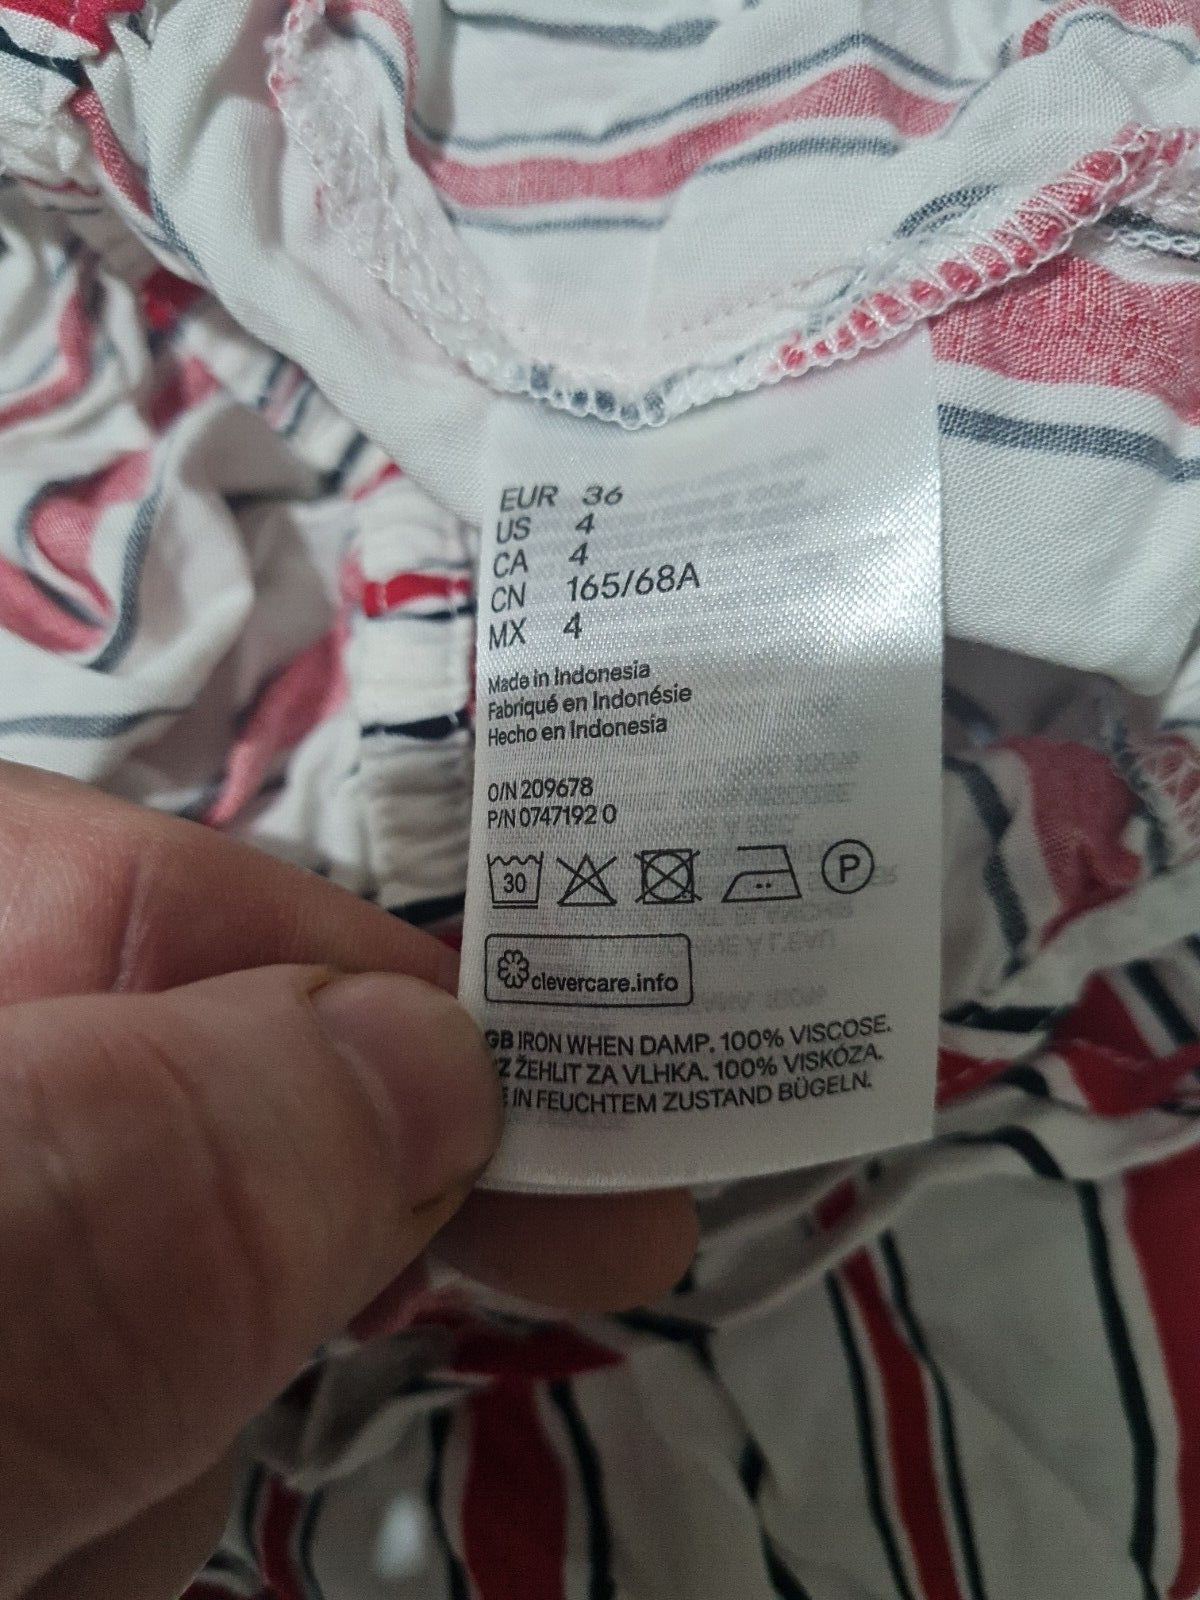 EUR 36
US 4
CA 4
CN 165/68A
MX 4
Made in Indonesia
Fabriqué en Indonésie
Hecho en Indonesia
O/N 209678
P/N 0747192 0
30 P
clevercare.info
GB IRON WHEN DAMP. 100% VISCOSE.
ŽEHLIT ZA VLHKA. 100% VISKÓZA.
IN FEUCHTEM ZUSTAND BÜGELN.